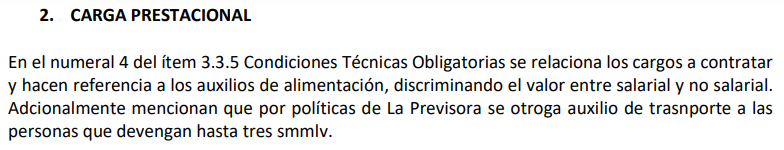 2. CARGA PRESTACIONAL
En el numeral 4 del ítem 3.3.5 Condiciones Técnicas Obligatorias se relaciona los cargos a contratar
y hacen referencia a los auxilios de alimentación, discriminando el valor entre salarial y no salarial.
Adcionalmente mencionan que por políticas de La Previsora se otroga auxilio de trasnporte a las
personas que devengan hasta tres smmlv.